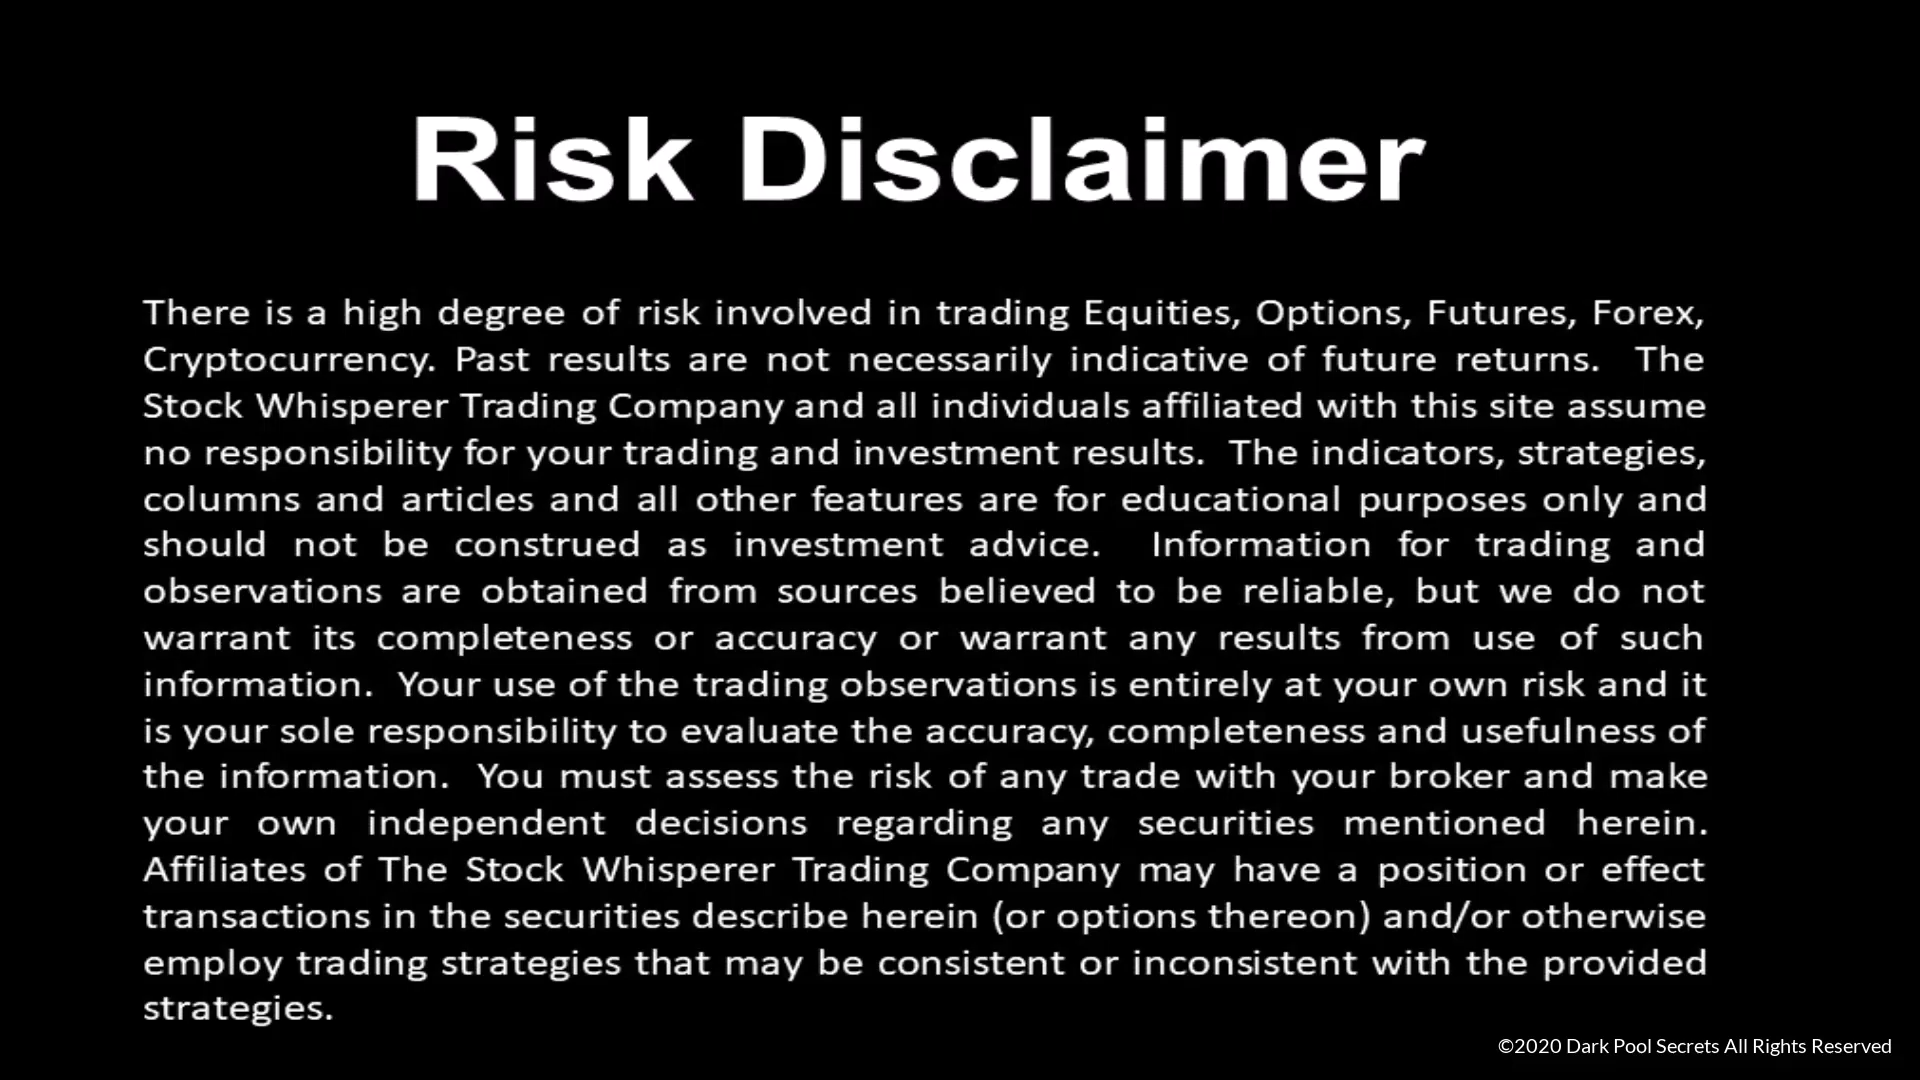 Risk Disclaimer
There is a high degree of risk involved in trading Equities, Options, Futures, Forex,
Cryptocurrency. Past results are not necessarily indicative of future returns. The
Stock Whisperer Trading Company and all individuals affiliated with this site assume
no responsibility for your trading and investment results. The indicators, strategies,
columns and articles and all other features are for educational purposes only and
should not be construed as investment advice. Information for trading and
observations are obtained from sources believed to be reliable, but we do not
warrant its completeness or accuracy or warrant any results from use of such
information. Your use of the trading observations is entirely at your own risk and it
is your sole responsibility to evaluate the accuracy, completeness and usefulness of
the information. You must assess the risk of any trade with your broker and make
your own independent decisions regarding any securities mentioned herein.
Affiliates of The Stock Whisperer Trading Company may have a position or effect
transactions in the securities describe herein (or options thereon) and/or otherwise
employ trading strategies that may be consistent or inconsistent with the provided
strategies.
©2020 Dark Pool Secrets All Rights Reserved